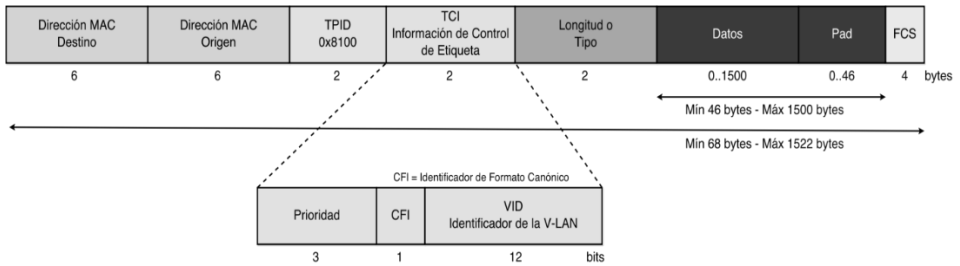 Dirección MAC
Destino
Dirección MAC
Origen
TPID
0x8100
TCI
Información de Control
de Etiqueta
Longitud o
Tipo
Datos
Pad
FCS
6
6
2
2
2
0..1500
0..46
4
bytes
Mín 46 bytes - Máx 1500 bytes
Mín 68 bytes - Máx 1522 bytes
CFI = Identificador de Formato Canónico
Prioridad
CFI
VID
Identificador de la V-LAN
3
1
12
bits